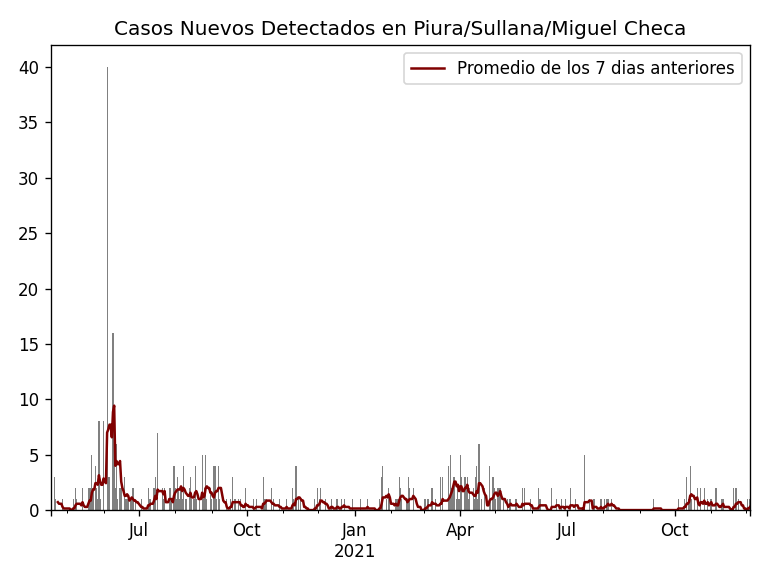 Casos Nuevos Detectados en Piura/Sullana/Miguel Checa
Promedio de los 7 dias anteriores
40
35
30
25
20
15
10
5
0
Jul
Oct
Jan
2021
Apr
Jul
Oct